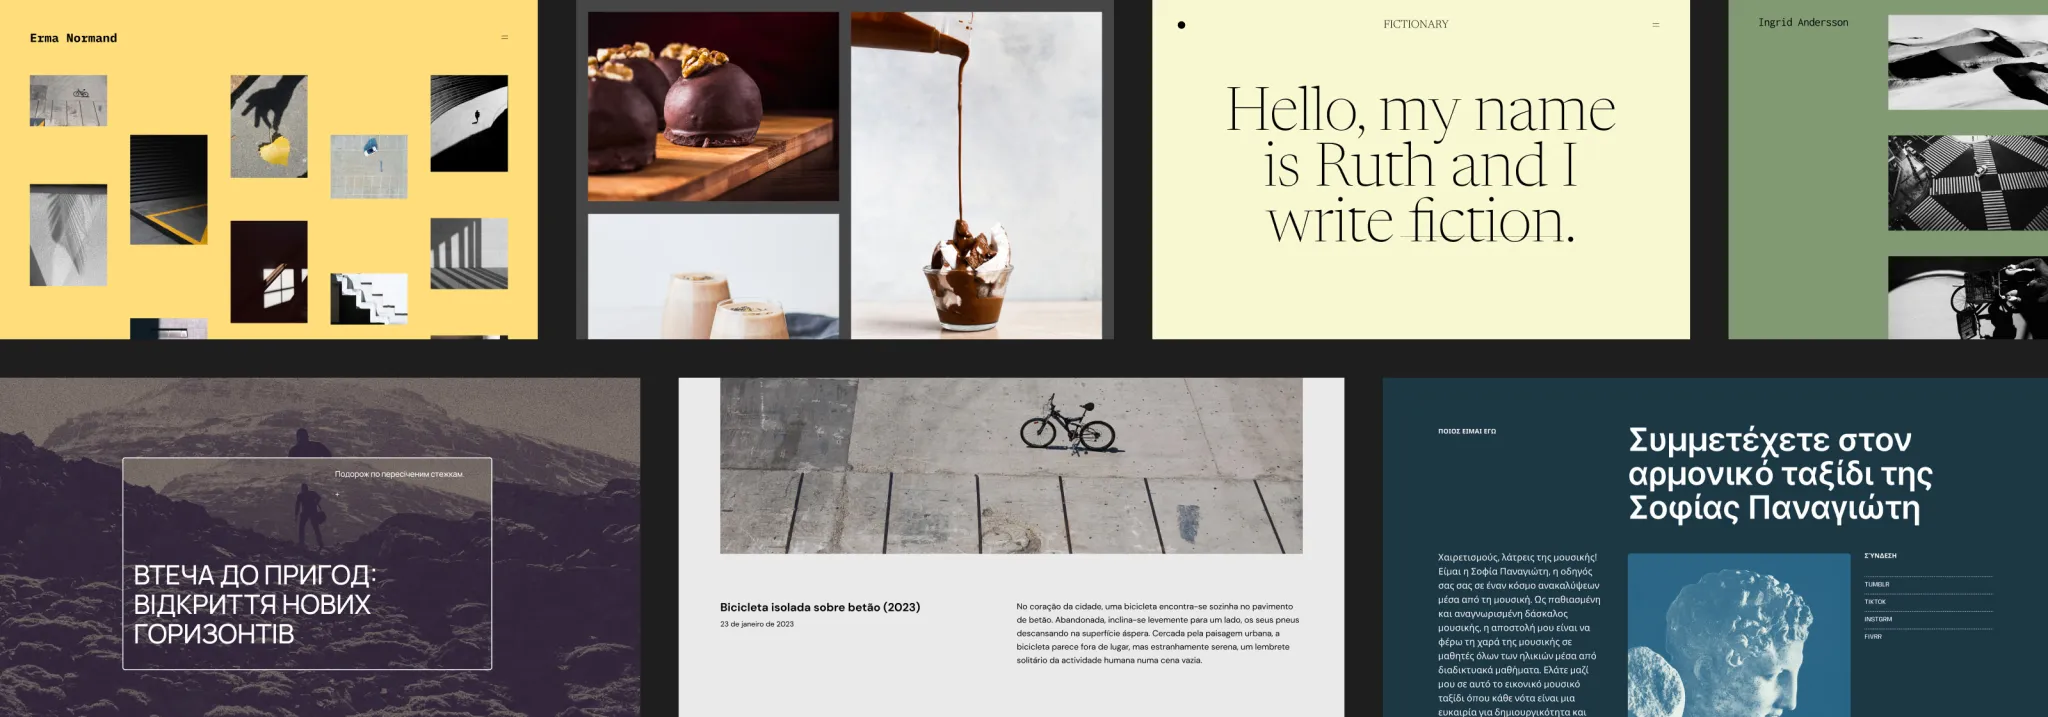 Erma Normand
FICTIONARY
Hello, my name
is Ruth and I
write fiction.
Ingrid Andersson
Подорож по пересіченим стежкам.
ВТЕЧА ДО ПРИГОД:
ВІДКРИТТЯ НОВИХ
ГОРИЗОНТІВ
Bicicleta isolada sobre betão (2023)
23 de janeiro de 2023
No coração da cidade, uma bicicleta encontra-se sozinha no pavimento
de betão. Abandonada, inclina-se levemente para um lado, os seus pneus
descansando na superfície áspera. Cercada pela paisagem urbana, a
bicicleta parece fora de lugar, mas estranhamente serena, um lembrete
solitário da actividade humana numa cena vazia.
ΠΟΙΟΣ ΕΙΜΑΙ ΕΓΩ
Συμμετέχετε στον
αρμονικό ταξίδι της
Σοφίας Παναγιώτη
Χαιρετισμούς, λάτρεις της μουσικής!
Είμαι η Σοφία Παναγιώτη, η οδηγός
σας σας σε έναν κόσμο ανακαλύψεων
μέσα από τη μουσική. Ως παθιασμένη
και αναγνωρισμένη δάσκαλος
μουσικής, η αποστολή μου είναι να
φέρω τη χαρά της μουσικής σε
μαθητές όλων των ηλικιών μέσα από
διαδικτυακά μαθήματα. Ελάτε μαζί
μου σε αυτό το εικονικό μουσικό
ταξίδι όπου κάθε νότα είναι μια
ευκαιρία για δημιουργικότητα και
ΣΎΝΔΕΣΗ
TUMBLR
TIKTOK
INSTGRM
FIVRR